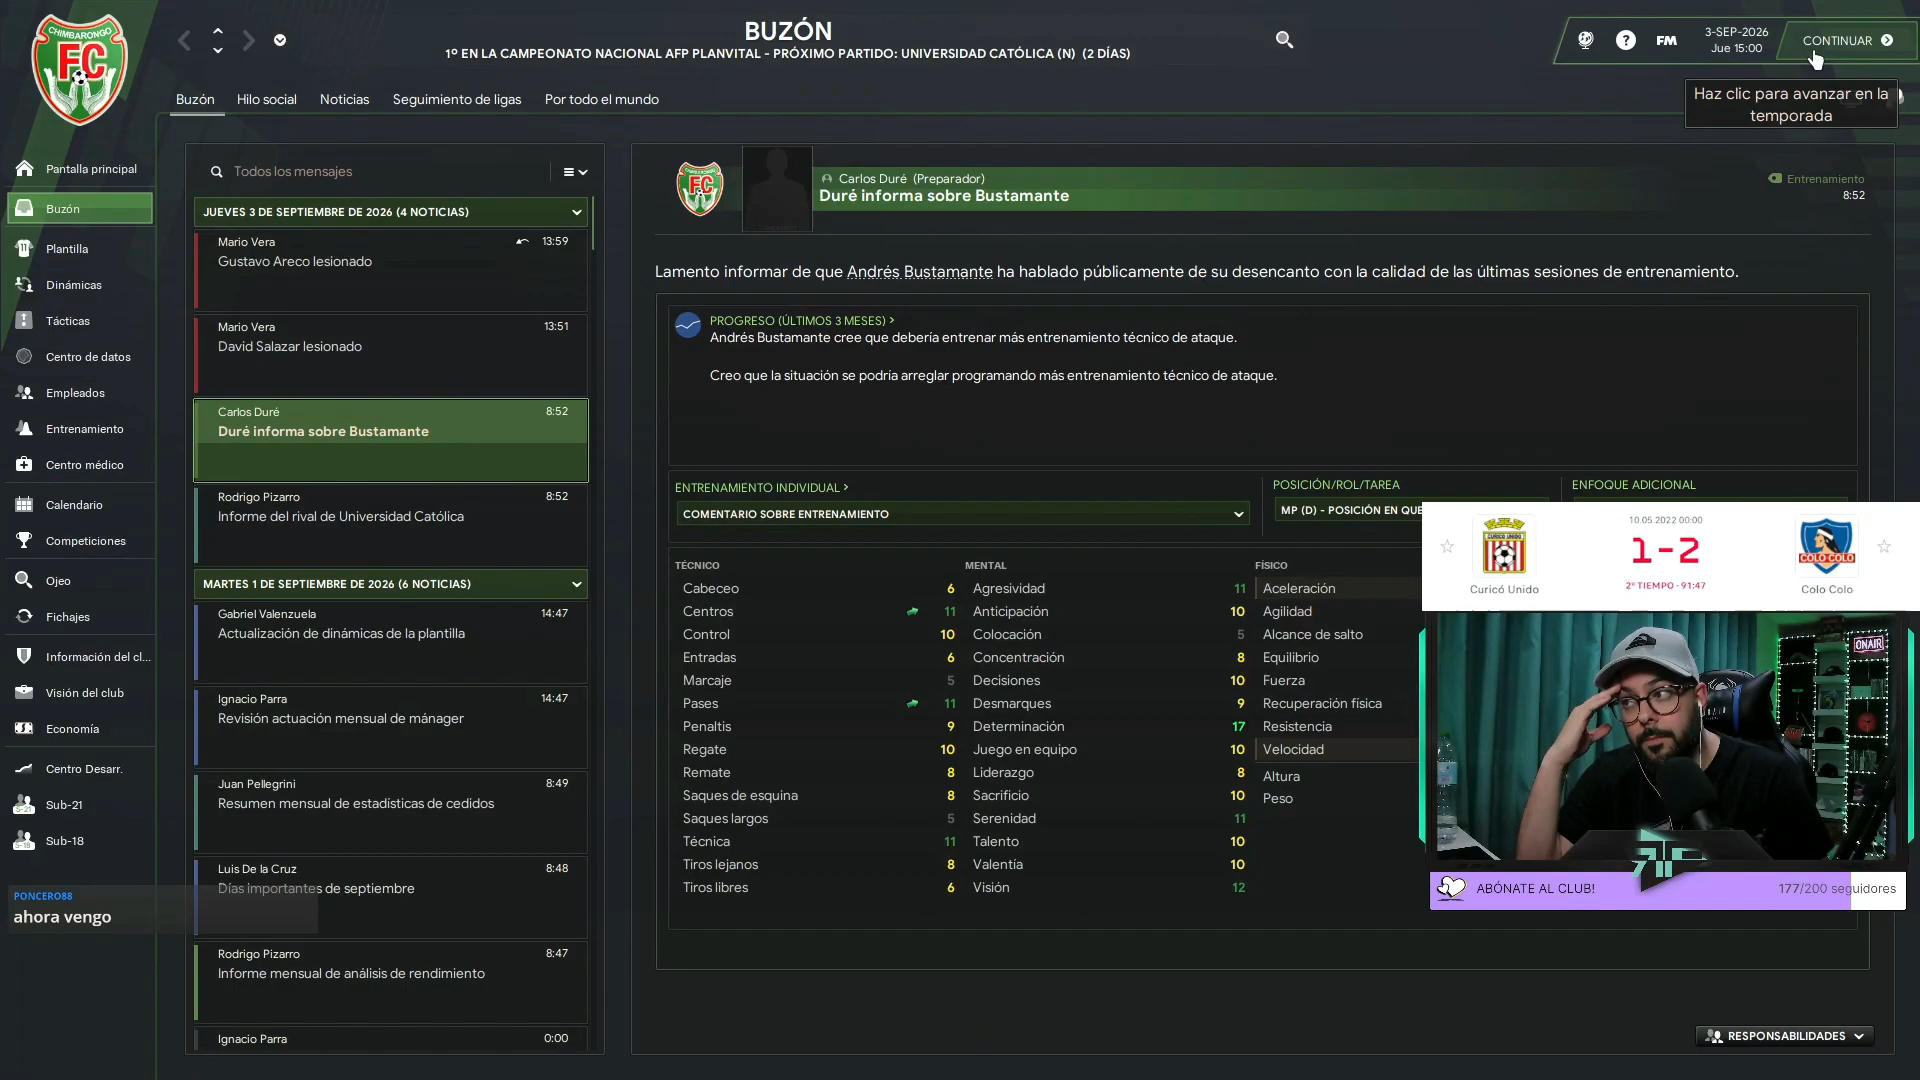 CHIMBARONGO
FC
BUZÓN
1º EN LA CAMPEONATO NACIONAL AFP PLANVITAL - PRÓXIMO PARTIDO: UNIVERSIDAD CATÓLICA (N) (2 DÍAS)
?
FM
3-SEP-2026
Jue 15:00
CONTINUAR
Haz clic para avanzar en la
temporada
Buzón
Hilo social
Noticias
Seguimiento de ligas
Por todo el mundo
Pantalla principal
Buzón
Plantilla
Dinámicas
Tácticas
Centro de datos
Empleados
Entrenamiento
Centro médico
Calendario
Competiciones
Ojeo
Fichajes
Información del cl...
Visión del club
Economía
Centro Desarr.
Sub-21
Sub-18
PONCERO88
ahora vengo
Todos los mensajes
JUEVES 3 DE SEPTIEMBRE DE 2026 (4 NOTICIAS)
Mario Vera 13:59
Gustavo Areco lesionado
Mario Vera 13:51
David Salazar lesionado
Carlos Duré 8:52
Duré informa sobre Bustamante
Rodrigo Pizarro 8:52
Informe del rival de Universidad Católica
MARTES 1 DE SEPTIEMBRE DE 2026 (6 NOTICIAS)
Gabriel Valenzuela 14:47
Actualización de dinámicas de la plantilla
Ignacio Parra 14:47
Revisión actuación mensual de mánager
Juan Pellegrini 8:49
Resumen mensual de estadísticas de cedidos
Luis De la Cruz 8:48
Días importantes de septiembre
Rodrigo Pizarro 8:47
Informe mensual de análisis de rendimiento
Ignacio Parra 0:00
Carlos Duré (Preparador)
Duré informa sobre Bustamante
Entrenamiento
8:52
Lamento informar de que Andrés Bustamante ha hablado públicamente de su desencanto con la calidad de las últimas sesiones de entrenamiento.
PROGRESO (ÚLTIMOS 3 MESES) >
Andrés Bustamante cree que debería entrenar más entrenamiento técnico de ataque.
Creo que la situación se podría arreglar programando más entrenamiento técnico de ataque.
ENTRENAMIENTO INDIVIDUAL >
COMENTARIO SOBRE ENTRENAMIENTO
POSICIÓN/ROL/TAREA
MP (D) - POSICIÓN EN QUE
ENFOQUE ADICIONAL
TÉCNICO MENTAL FÍSICO
Cabeceo 6 Agresividad 11 Aceleración
Centros 11 Anticipación 10 Agilidad
Control 10 Colocación 5 Alcance de salto
Entradas 6 Concentración 8 Equilibrio
Marcaje 5 Decisiones 10 Fuerza
Pases 11 Desmarques 9 Recuperación física
Penaltis 9 Determinación 17 Resistencia
Regate 10 Juego en equipo 10 Velocidad
Remate 8 Liderazgo 8 Altura
Saques de esquina 8 Sacrificio 10 Peso
Saques largos 5 Serenidad 11
Técnica 11 Talento 10
Tiros lejanos 8 Valentía 10
Tiros libres 6 Visión 12
10.05.2022 00:00
1-2
2º TIEMPO - 91:47
CURICÓ UNIDO
Curicó Unido
COLO COLO
Colo Colo
ON AIR
ABÓNATE AL CLUB!
177/200 seguidores
RESPONSABILIDADES